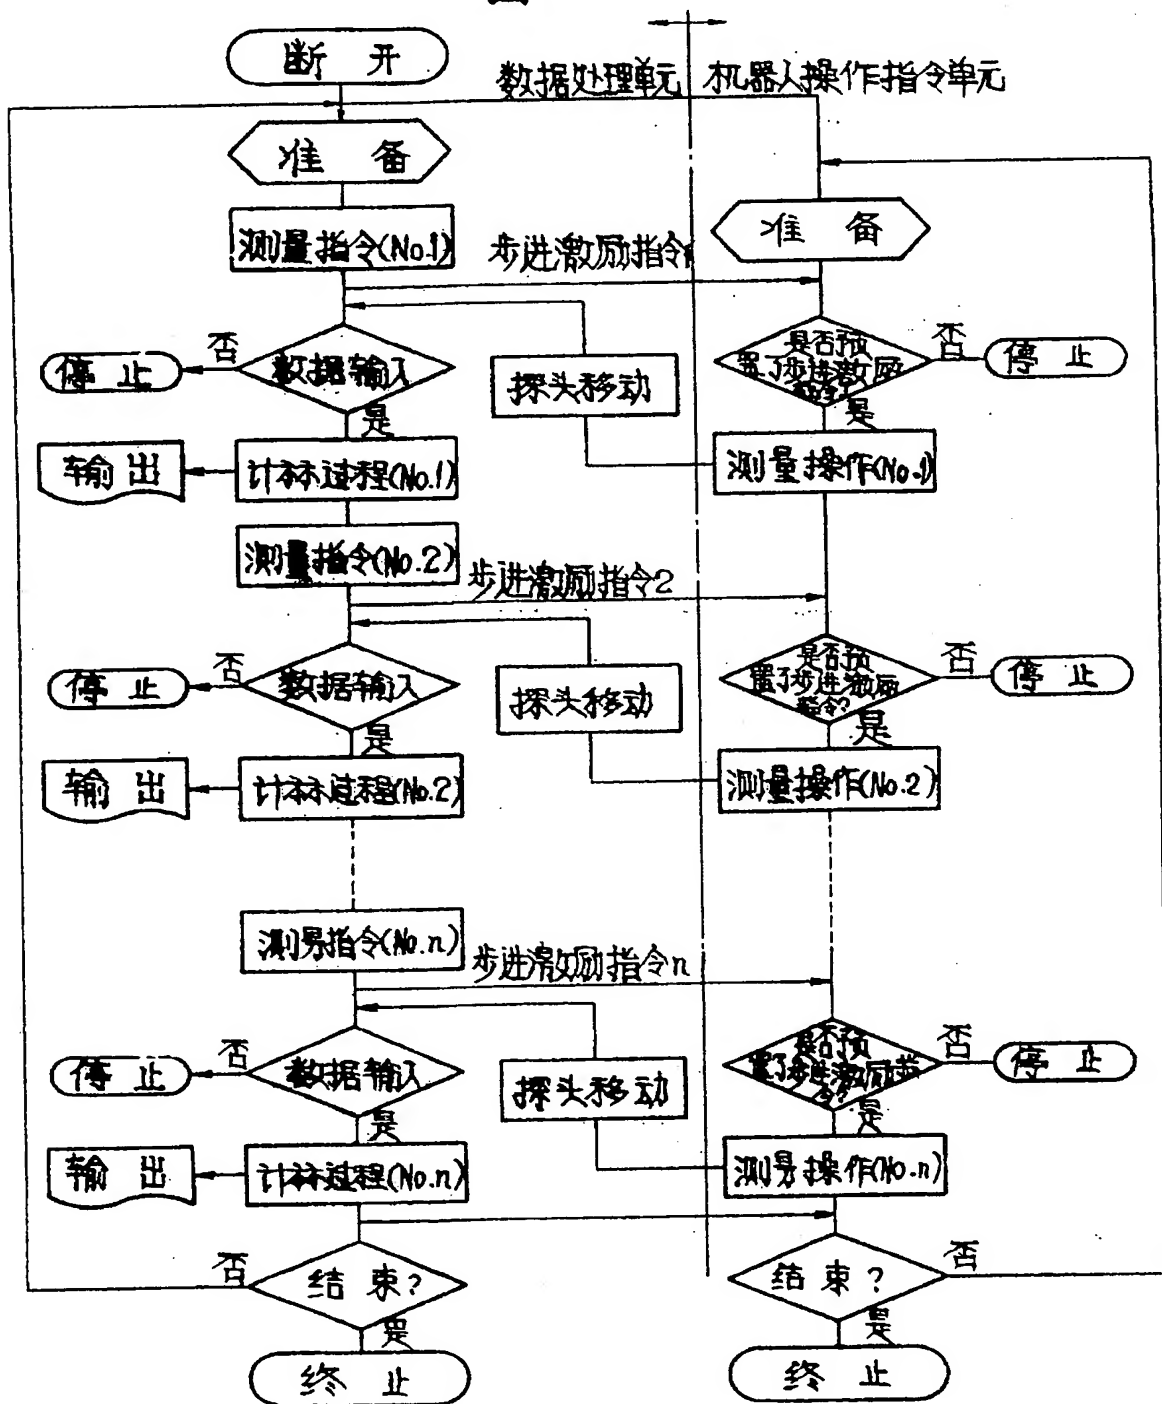 断 开
数据处理单元
机器人操作指令单元
准 备
测量指令(No.1)
步进激励指令
准 备
数据输入
否
停 止
是
是否预
置了步进激励
否
停 止
是
探头移动
输 出
计祘过程(No.1)
测量操作(No.1)
测量指令(No.2)
步进激励指令2
数据输入
否
停 止
是
是否预
置了步进激励
指令?
否
停 止
是
探头移动
输 出
计祘过程(No.2)
测量操作(No.2)
测易指令(No.n)
步进激励指令n
数据输入
否
停 止
是
是否预
置了步进激励指
令?
否
停 止
是
探头移动
输 出
计祘过程(No.n)
测易操作(No.n)
结 束?
否
是
结 束?
否
是
终 止
终 止